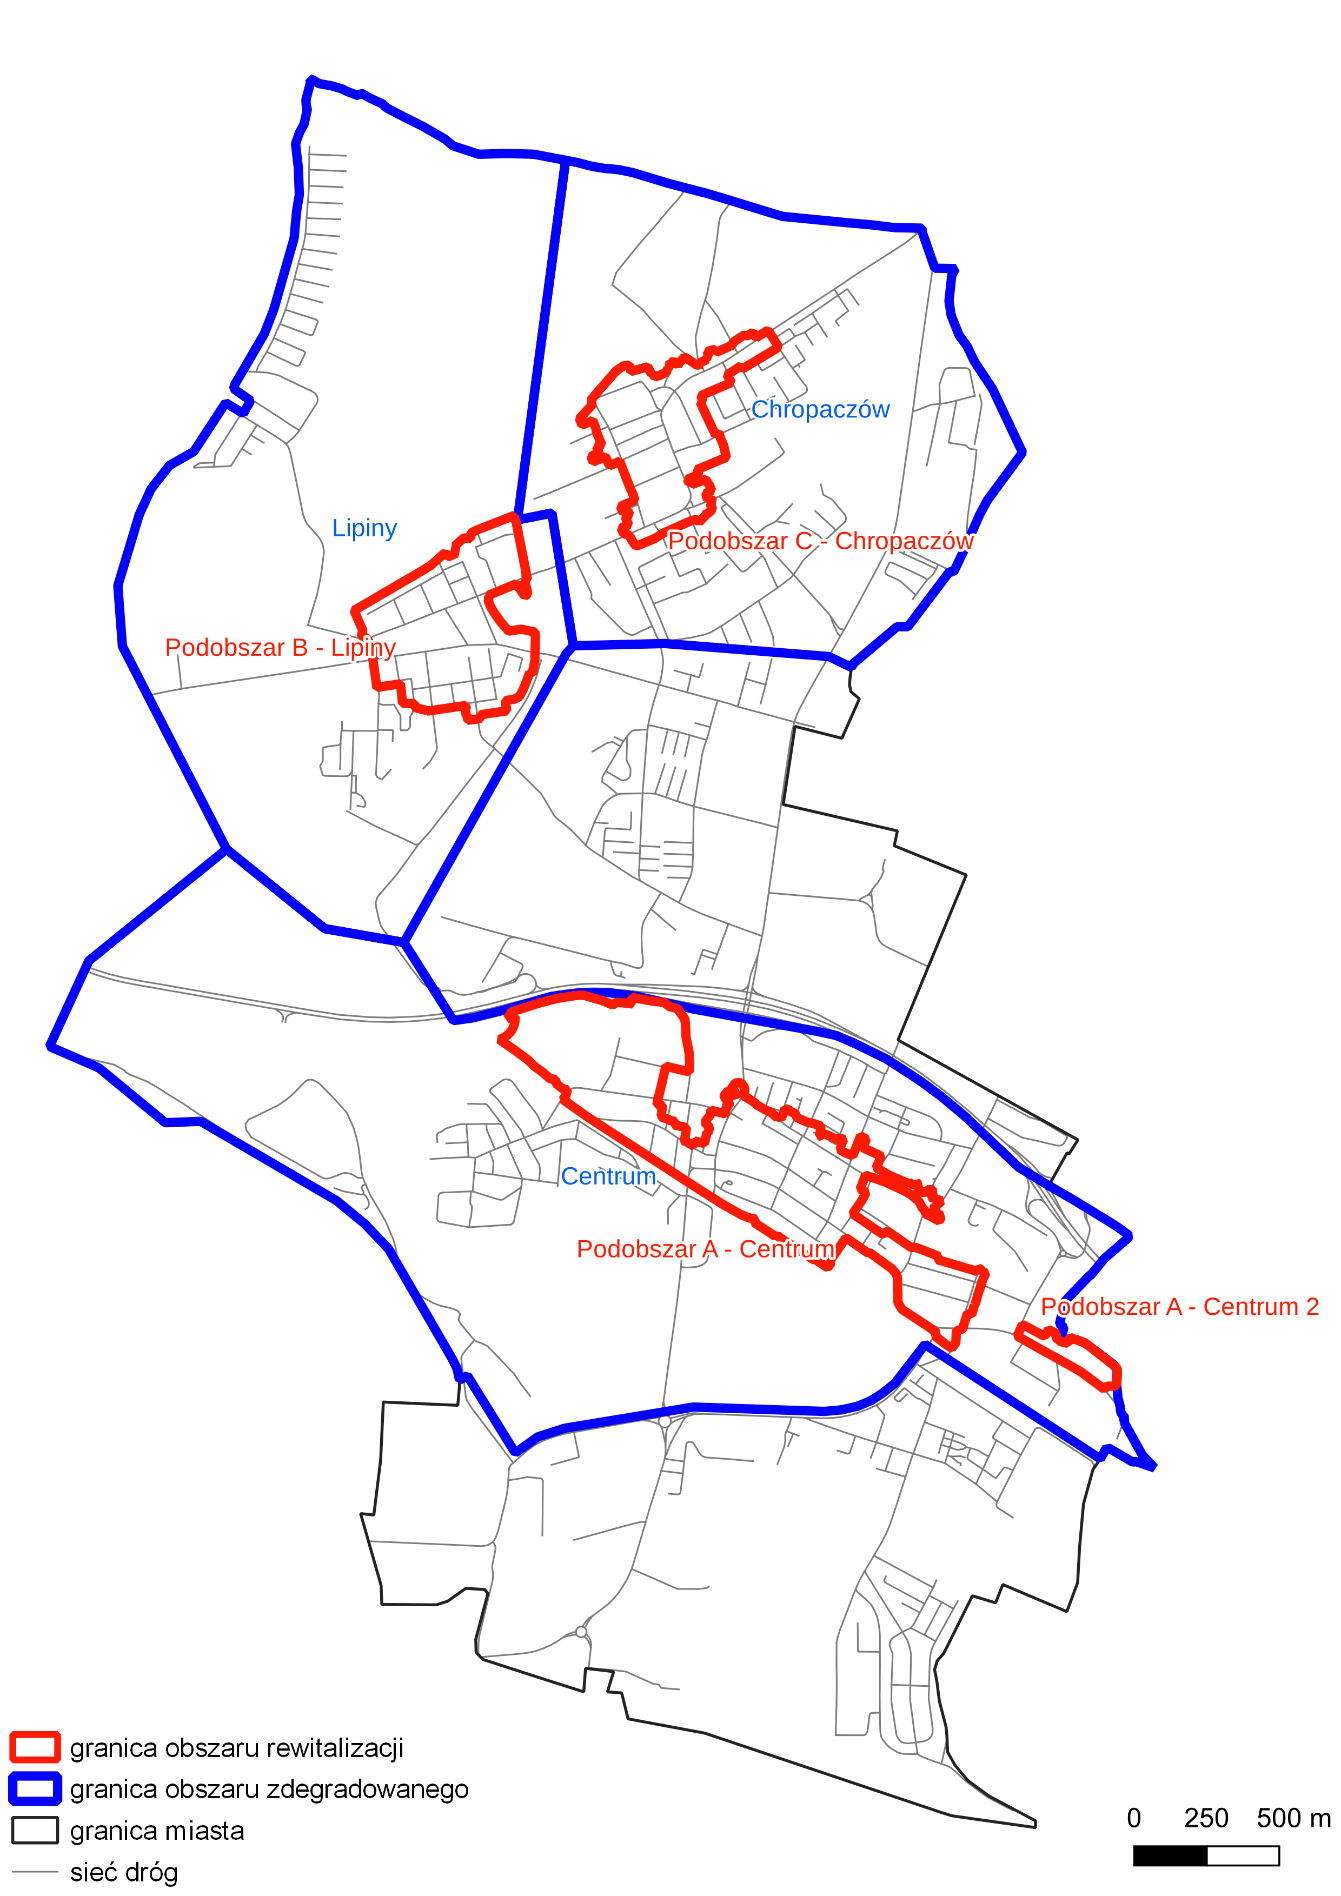 Chropaczów
Lipiny
Podobszar C - Chropaczów
Podobszar B - Lipiny
Centrum
Podobszar A - Centrum
Podobszar A - Centrum 2
granica obszaru rewitalizacji
granica obszaru zdegradowanego
granica miasta
sieć dróg
0 250 500 m